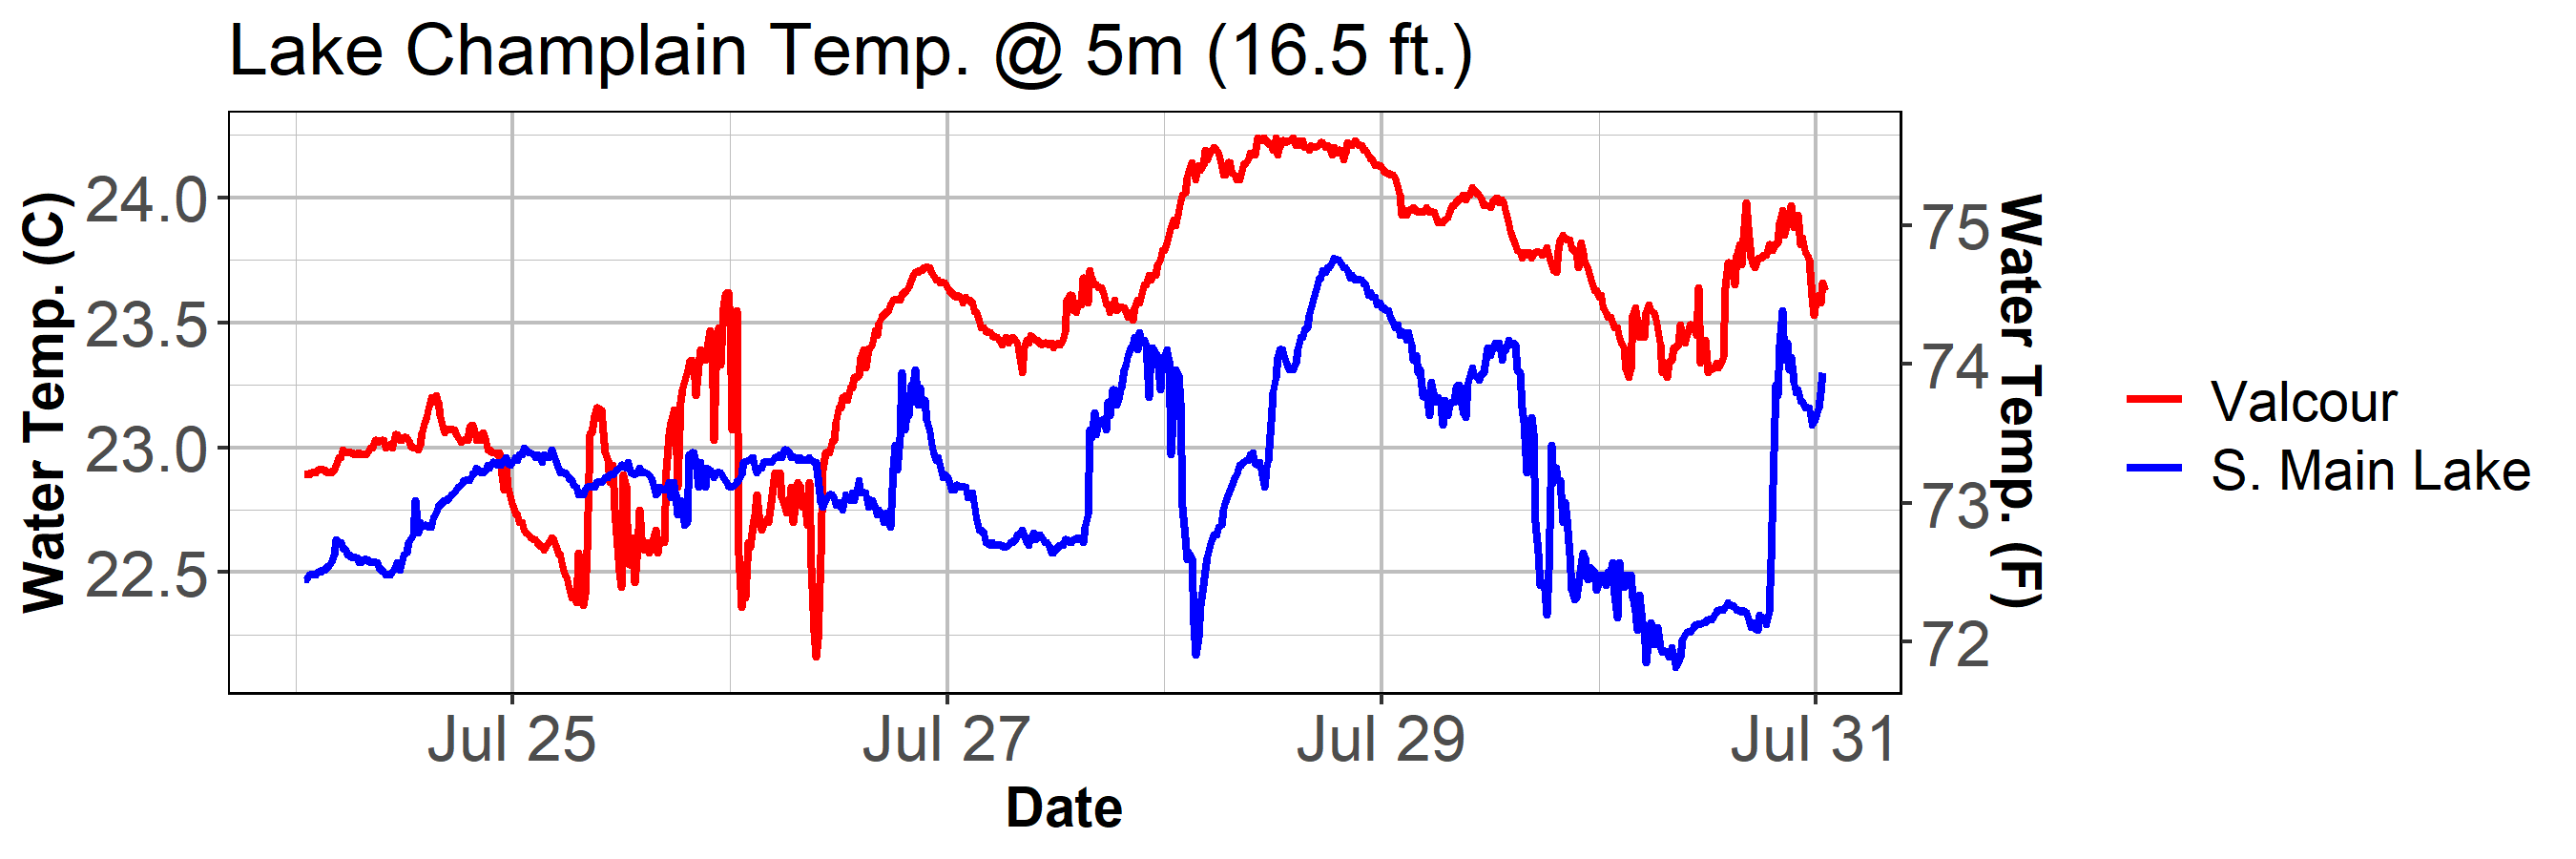 Lake Champlain Temp. @ 5m (16.5 ft.)
Water Temp. (C)
24.0
23.5
23.0
22.5
75
74
73
72
Water Temp. (F)
Jul 25
Jul 27
Jul 29
Jul 31
Date
Valcour
S. Main Lake